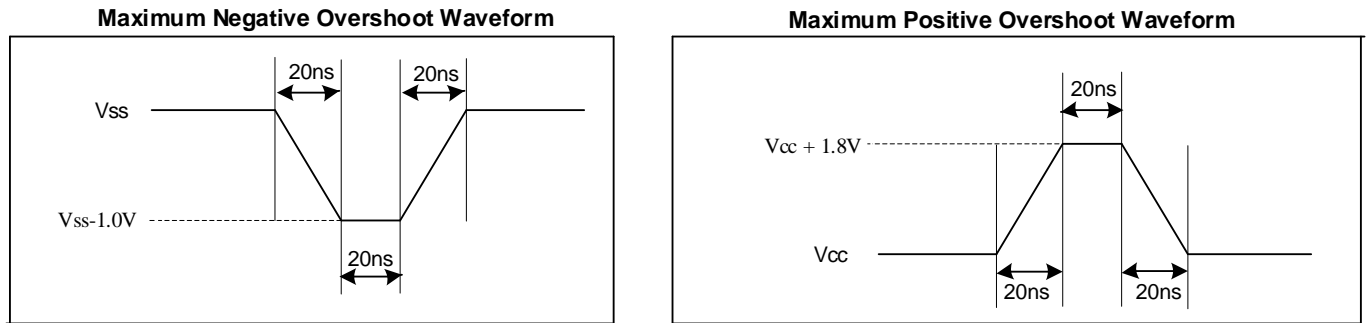 Maximum Negative Overshoot Waveform
20ns
20ns
Vss
Vss-1.0V
20ns
Maximum Positive Overshoot Waveform
20ns
Vcc + 1.8V
Vcc
20ns
20ns